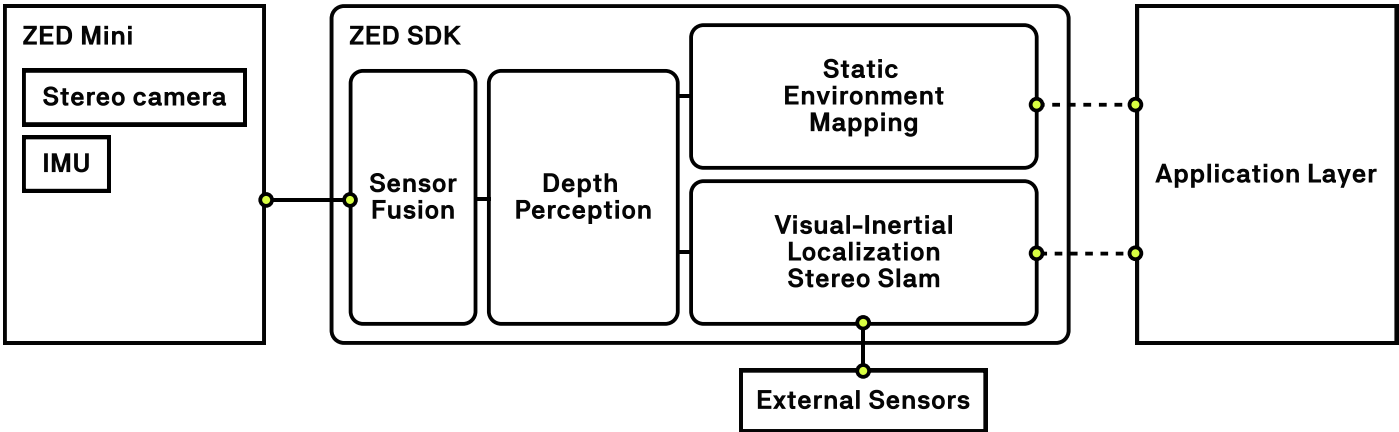 ZED Mini
Stereo camera
IMU
ZED SDK
Sensor
Fusion
Depth
Perception
Static
Environment
Mapping
Visual-Inertial
Localization
Stereo Slam
External Sensors
Application Layer